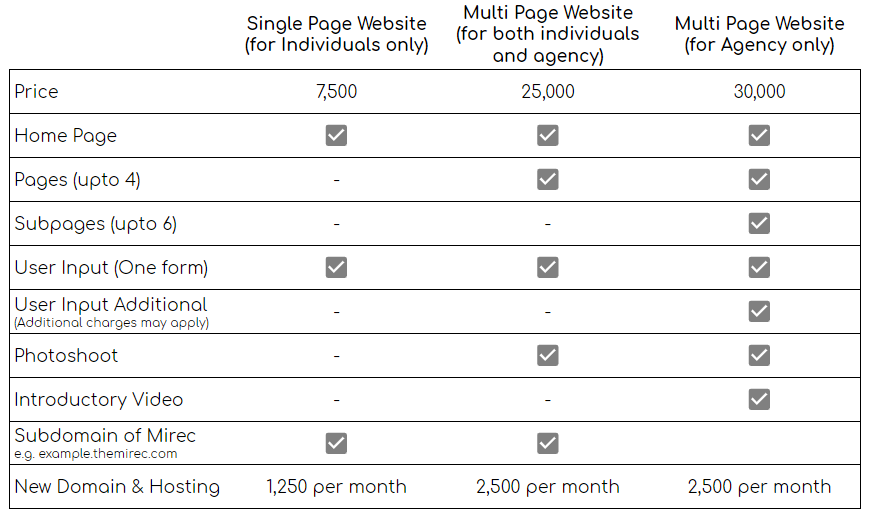 Single Page Website
(for Individuals only)
Multi Page Website
(for both individuals
and agency)
Multi Page Website
(for Agency only)
Price 7,500 25,000 30,000
Home Page
Pages (upto 4) -
Subpages (upto 6) - -
User Input (One form)
User Input Additional
(Additional charges may apply) - -
Photoshoot -
Introductory Video - -
Subdomain of Mirec
e.g. example.themirec.com
New Domain & Hosting 1,250 per month 2,500 per month 2,500 per month